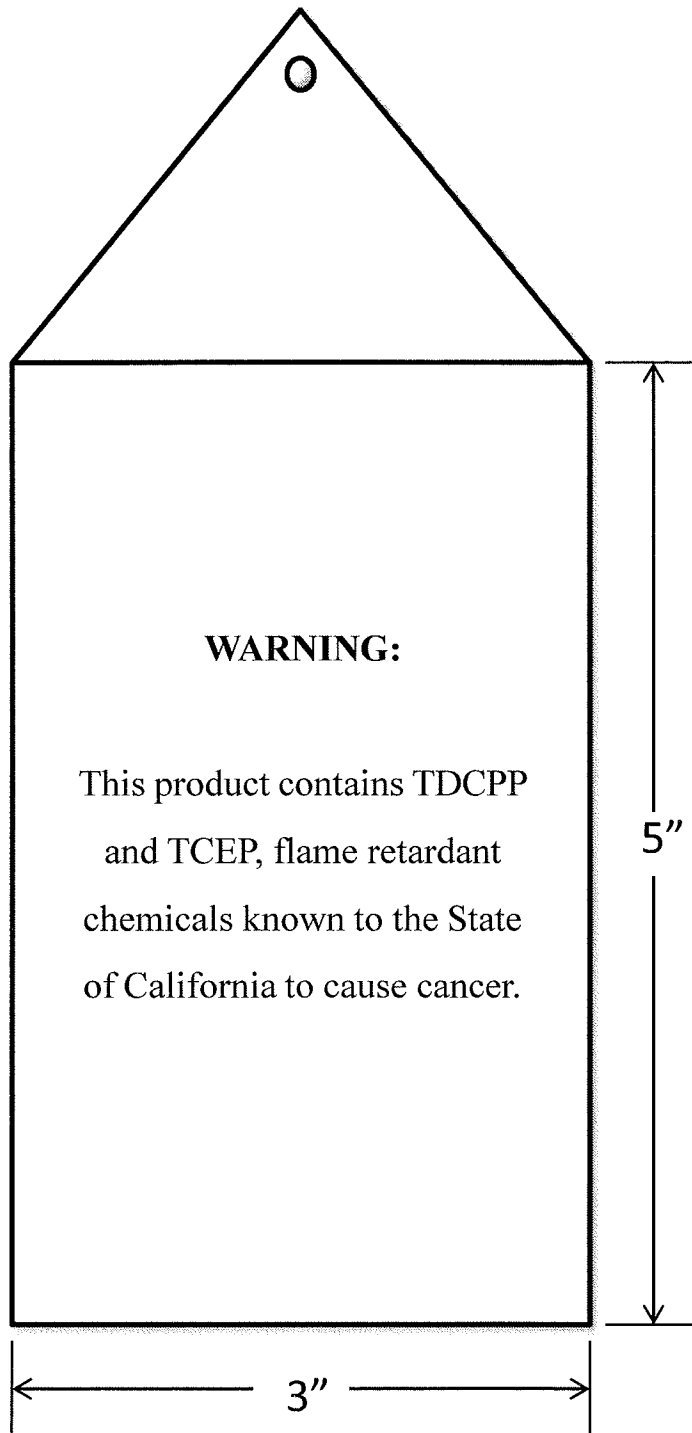 WARNING:
This product contains TDCPP
and TCEP, flame retardant
chemicals known to the State
of California to cause cancer.
5”
3”